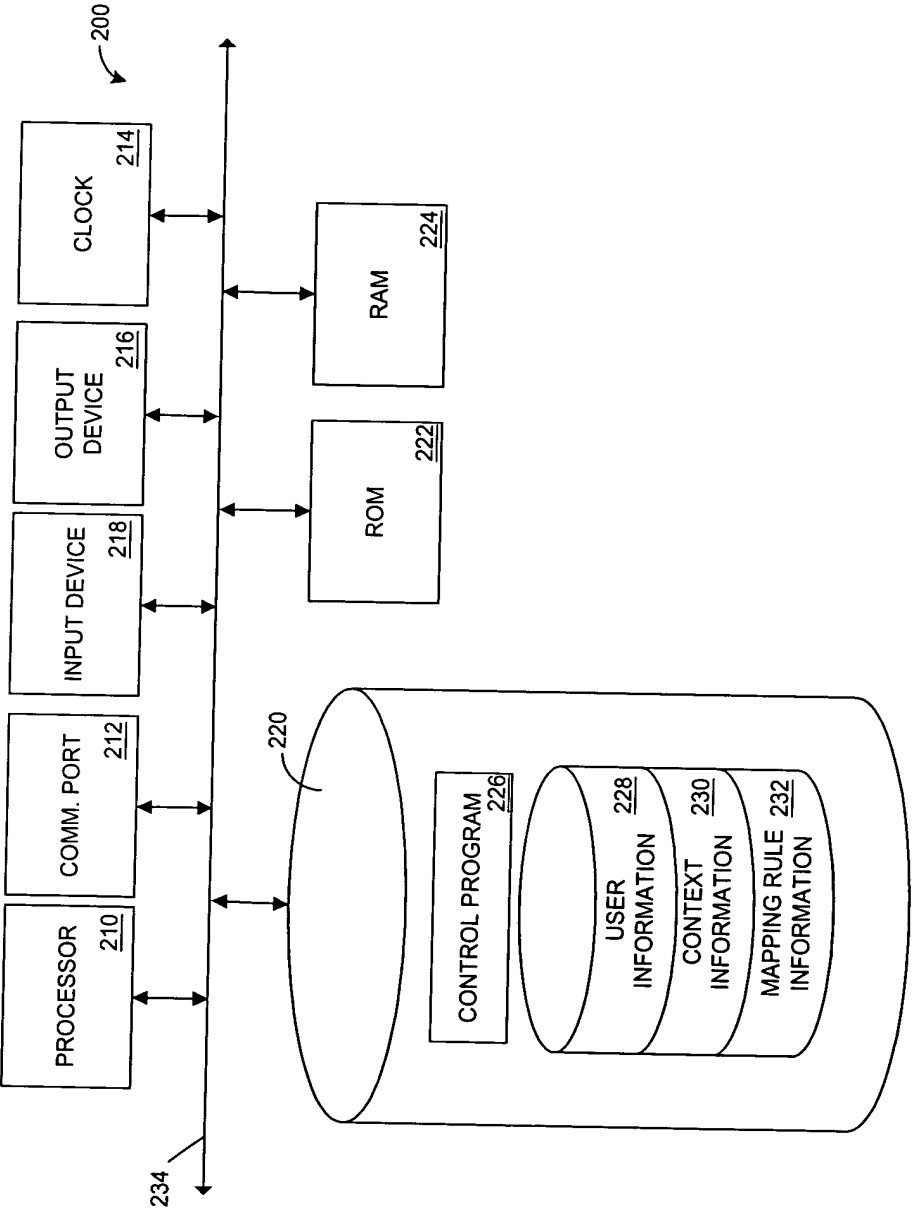 200
PROCESSOR
210
COMM. PORT
212
INPUT DEVICE
218
OUTPUT
DEVICE
216
CLOCK
214
234
220
ROM
222
RAM
224
CONTROL PROGRAM
226
USER
INFORMATION
228
CONTEXT
INFORMATION
230
MAPPING RULE
INFORMATION
232